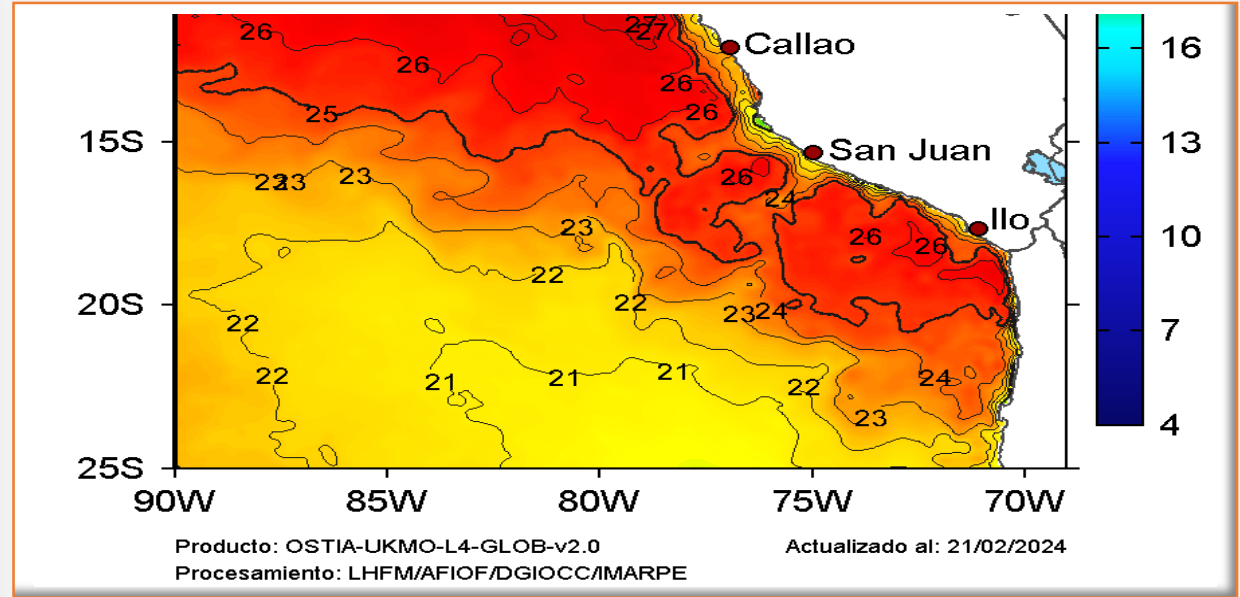 27
26
27
Callao
16
26
26
25
26
15S
San Juan
13
23
23
23
26
24
23
Ilo
26
26
10
22
20S
22
23
24
22
7
22
21
21
21
22
24
23
4
25S
90W
85W
80W
75W
70W
Producto: OSTIA-UKMO-L4-GLOB-v2.0
Actualizado al: 21/02/2024
Procesamiento: LHFM/AFIOF/DGIOCC/IMARPE